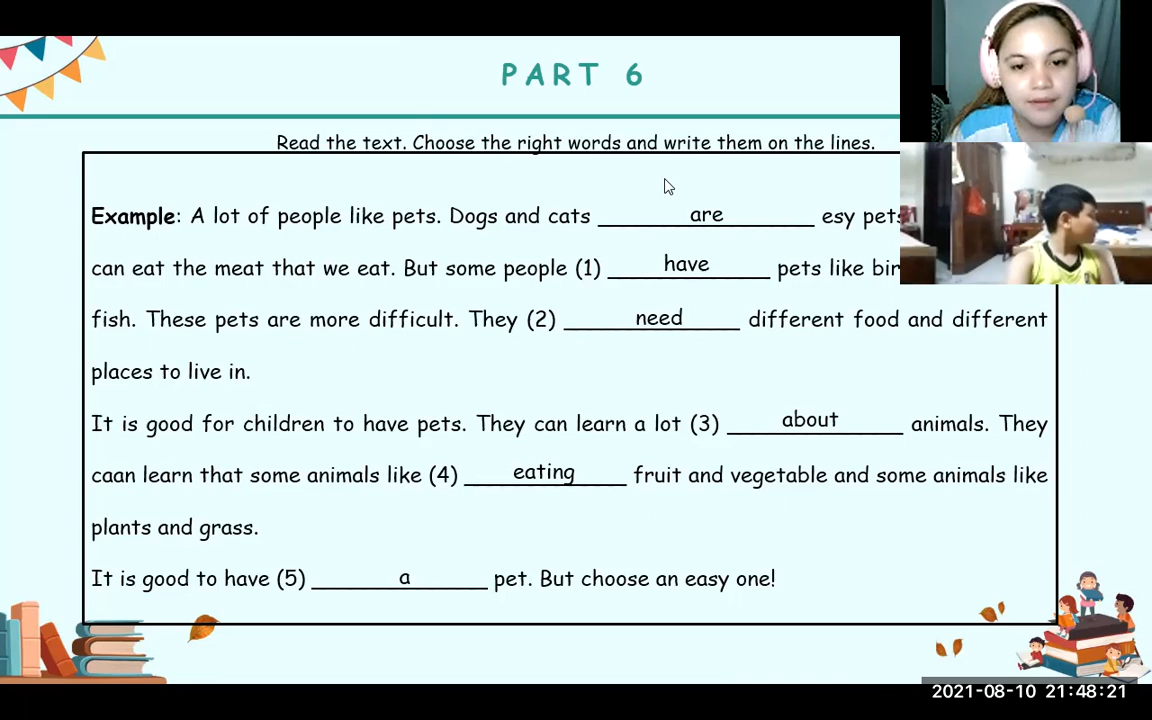 PART 6
Read the text. Choose the right words and write them on the lines.
Example: A lot of people like pets. Dogs and cats are esy pets
can eat the meat that we eat. But some people (1) have pets like
fish. These pets are more difficult. They (2) need different food and different
places to live in.
It is good for children to have pets. They can learn a lot (3) about animals. They
caan learn that some animals like (4) eating fruit and vegetable and some animals like
plants and grass.
It is good to have (5) a pet. But choose an easy one!
2021-08-10 21:48:21